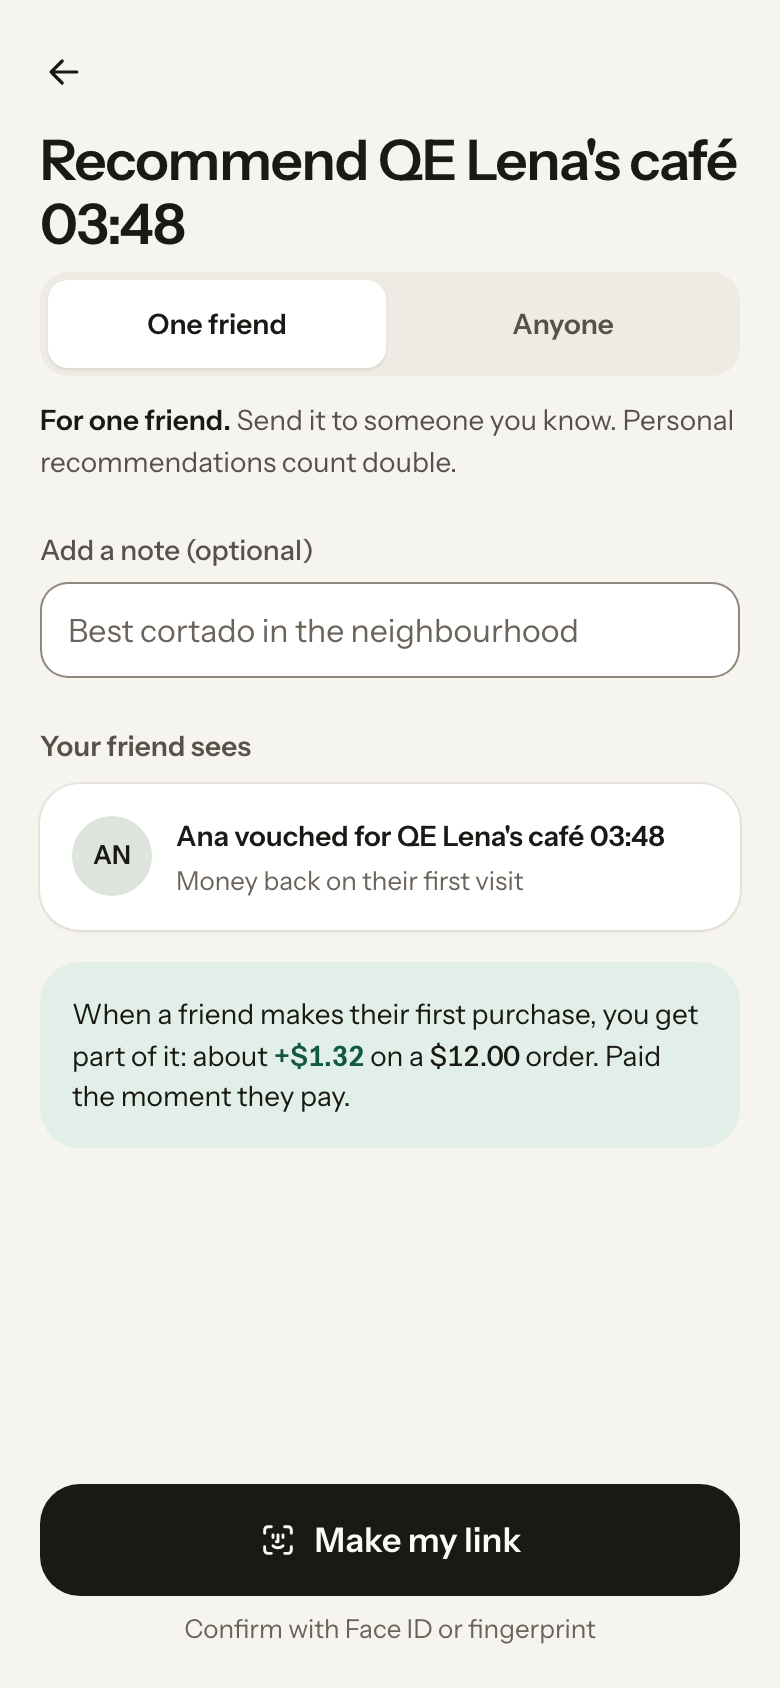 Recommend QE Lena's café
03:48
One friend
Anyone
For one friend. Send it to someone you know. Personal
recommendations count double.
Add a note (optional)
Best cortado in the neighbourhood
Your friend sees
AN
Ana vouched for QE Lena's café 03:48
Money back on their first visit
When a friend makes their first purchase, you get
part of it: about +$1.32 on a $12.00 order. Paid
the moment they pay.
Make my link
Confirm with Face ID or fingerprint